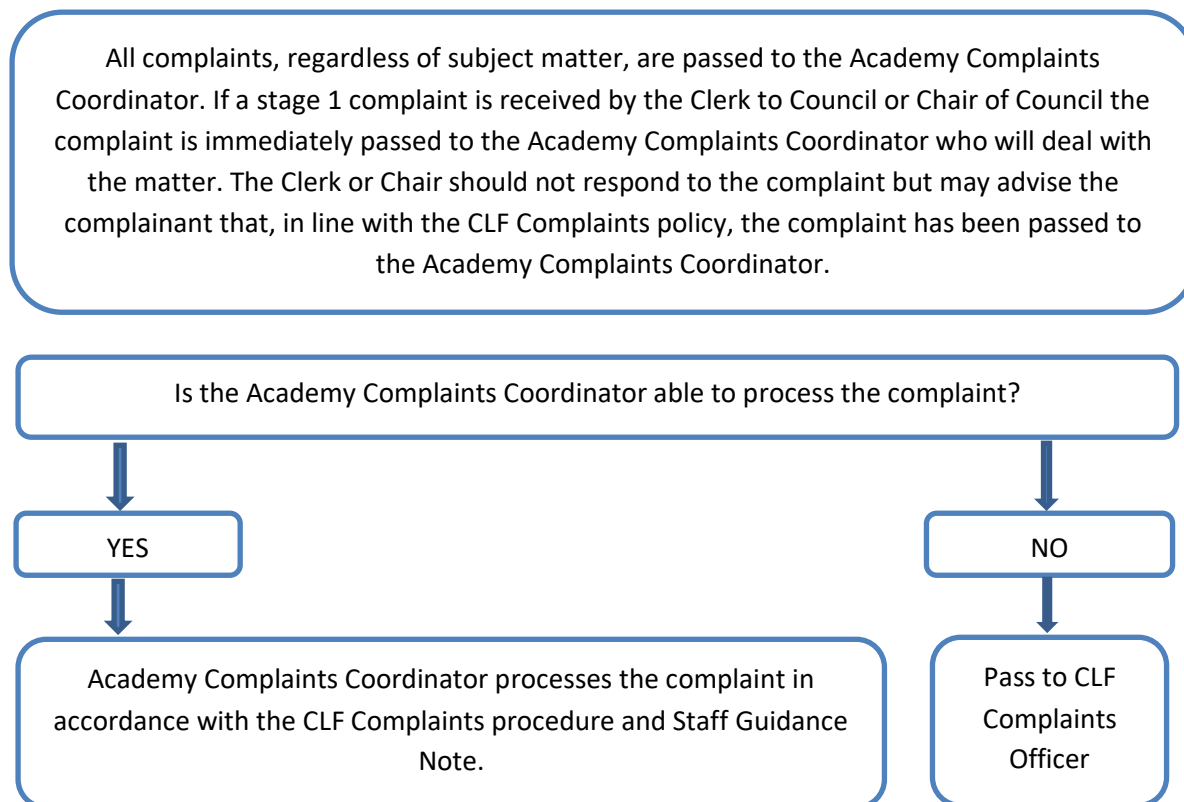 All complaints, regardless of subject matter, are passed to the Academy Complaints
Coordinator. If a stage 1 complaint is received by the Clerk to Council or Chair of Council the
complaint is immediately passed to the Academy Complaints Coordinator who will deal with
the matter. The Clerk or Chair should not respond to the complaint but may advise the
complainant that, in line with the CLF Complaints policy, the complaint has been passed to
the Academy Complaints Coordinator.
Is the Academy Complaints Coordinator able to process the complaint?
YES
NO
Academy Complaints Coordinator processes the complaint in
accordance with the CLF Complaints procedure and Staff Guidance
Note.
Pass to CLF
Complaints
Officer